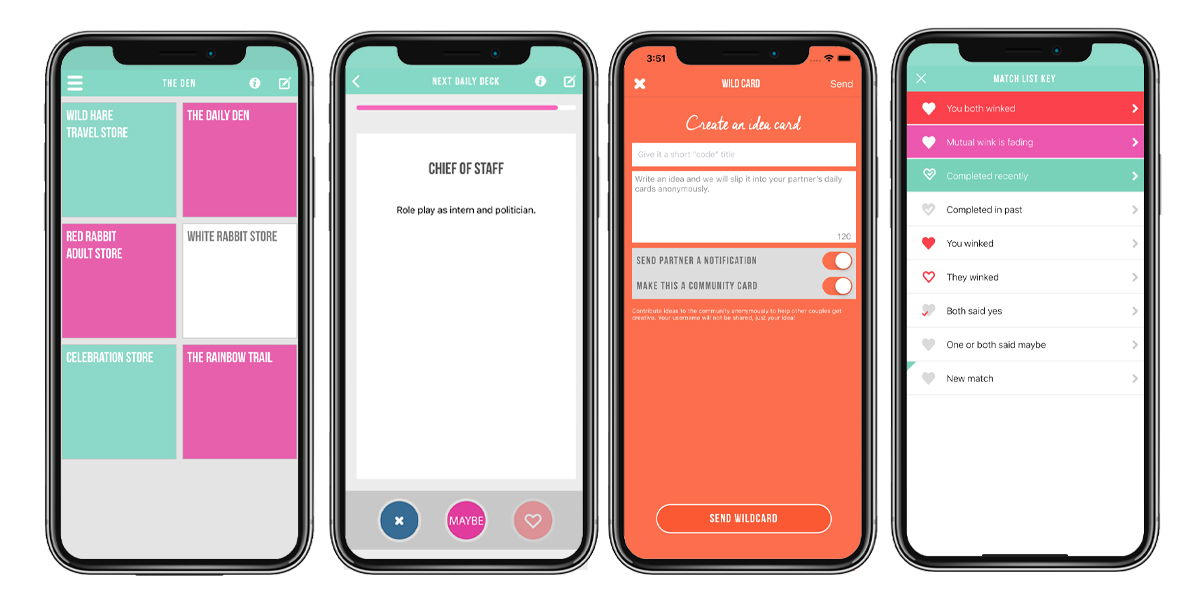 THE DEN
WILD HARE
TRAVEL STORE
THE DAILY DEN
RED RABBIT
ADULT STORE
WHITE RABBIT STORE
CELEBRATION STORE
THE RAINBOW TRAIL
NEXT DAILY DECK
CHIEF OF STAFF
Role play as intern and politician.
MAYBE
3:51
WILD CARD
Send
Create an idea card
Give it a short "code" title
Write an idea and we will slip it into your partner's daily
cards anonymously.
120
SEND PARTNER A NOTIFICATION
MAKE THIS A COMMUNITY CARD
Contribute ideas to the community anonymously to help other couples get
creative. Your username will not be shared, just your idea!
SEND WILDCARD
MATCH LIST KEY
You both winked
Mutual wink is fading
Completed recently
Completed in past
You winked
They winked
Both said yes
One or both said maybe
New match